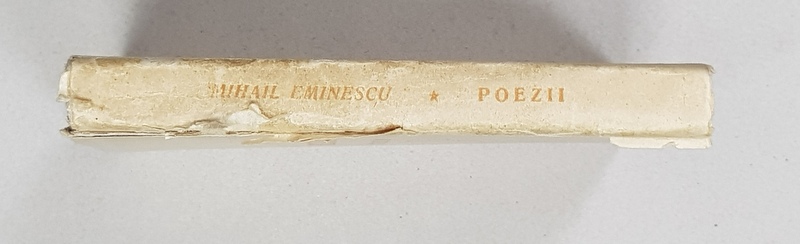 MIHAIL EMINESCU ★ POEZII